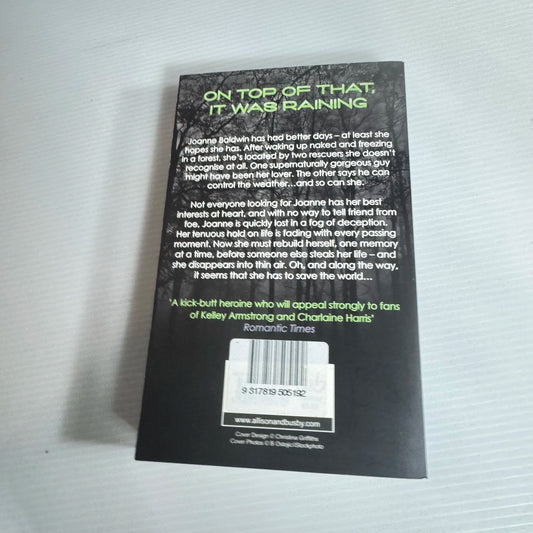 ON TOP OF THAT,
IT WAS RAINING
Joanne Baldwin has had better days – at least she
hopes she has. After waking up naked and freezing
in a forest, she's located by two rescuers she doesn't
recognise at all. One supernaturally gorgeous guy
might have been her lover. The other says he can
control the weather...and so can she.
Not everyone looking for Joanne has her best
interests at heart, and with no way to tell friend from
foe, Joanne is quickly lost in a fog of deception.
Her tenuous hold on life is fading with every passing
moment. Now she must rebuild herself, one memory
at a time, before someone else steals her life – and
she disappears into thin air. Oh, and along the way,
it seems that she has to save the world...
'A kick-butt heroine who will appeal strongly to fans
of Kelley Armstrong and Charlaine Harris'
Romantic Times
9 317819 505192
www.allisonandbusby.com
Cover Design © Christina Griffiths
Cover Photos © B Ostojic/iStockphoto